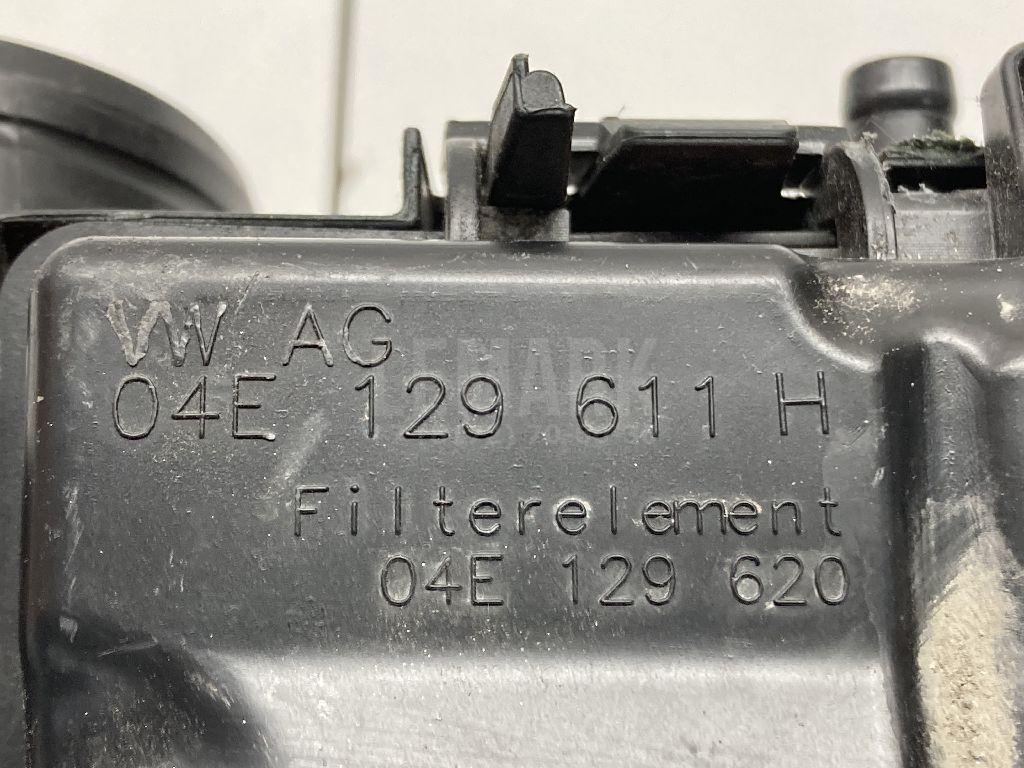 VW AG
04E 129 611 H
Filterelement
04E 129 620